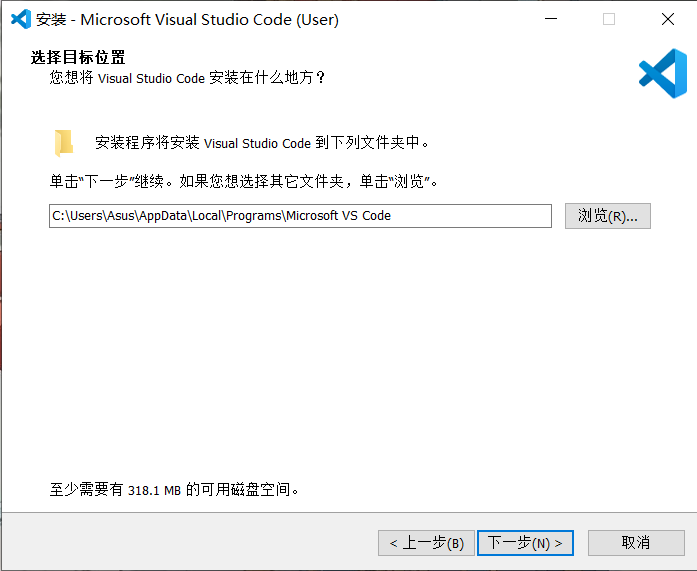 安装 - Microsoft Visual Studio Code (User)
选择目标位置
您想将 Visual Studio Code 安装在什么地方？
安装程序将安装 Visual Studio Code 到下列文件夹中。
单击“下一步”继续。如果您想选择其它文件夹，单击“浏览”。
C:\Users\Asus\AppData\Local\Programs\Microsoft VS Code
浏览(R)...
至少需要有 318.1 MB 的可用磁盘空间。
< 上一步(B) 下一步(N) > 取消